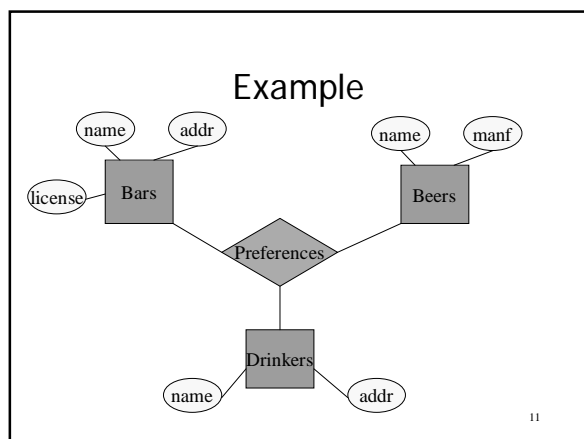 Example
name
addr
name
manf
license
Bars
Beers
Preferences
Drinkers
name
addr
11